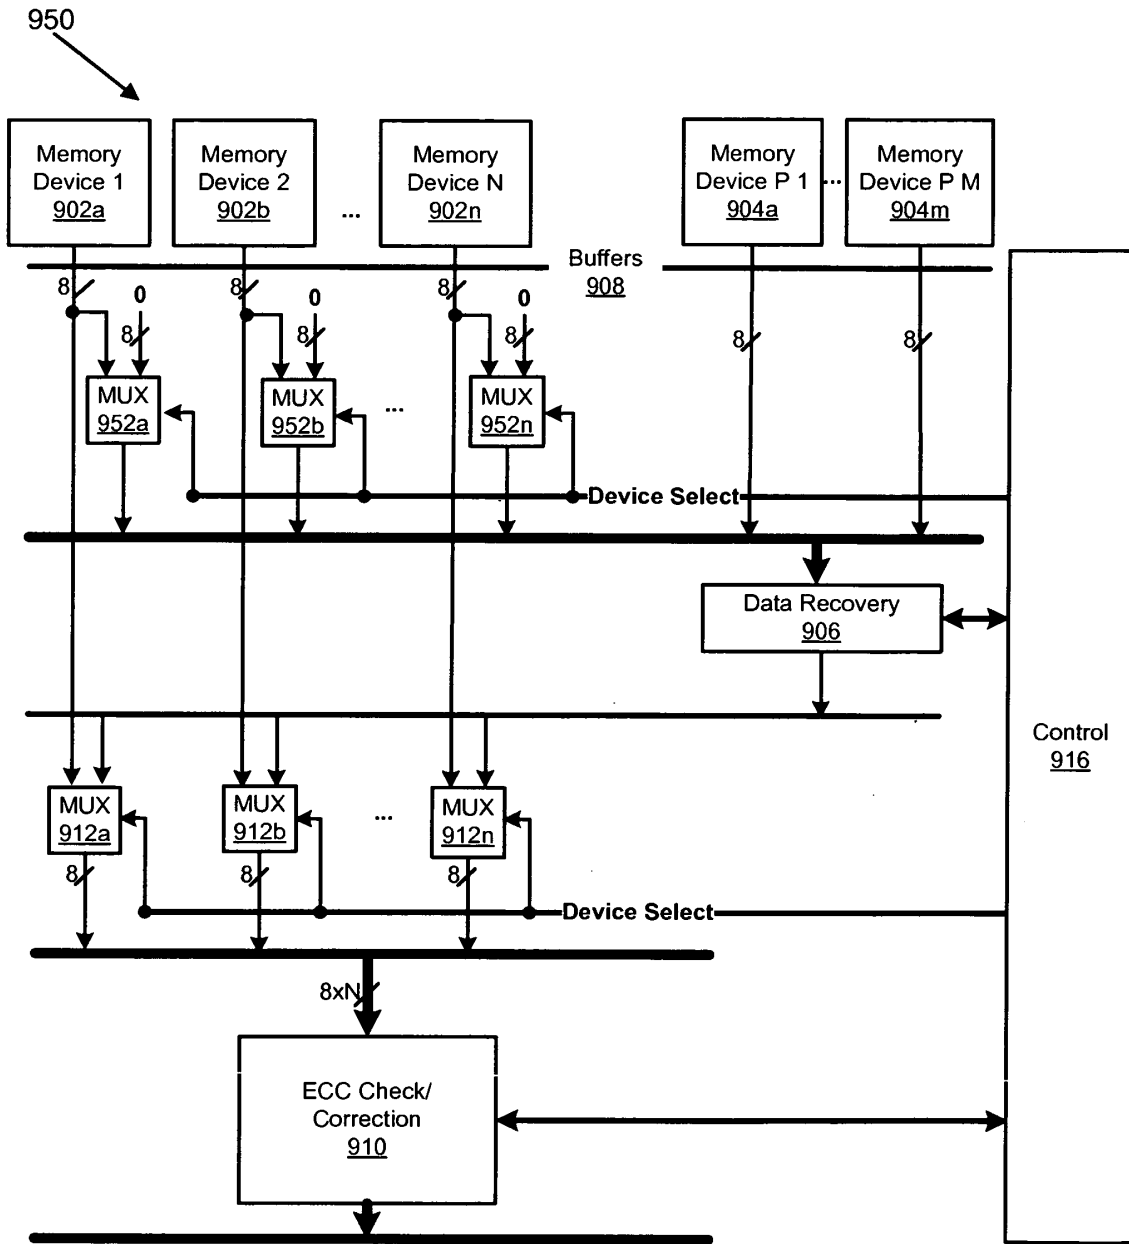 950
Memory
Device 1
902a
Memory
Device 2
902b
...
Memory
Device N
902n
Memory
Device P 1
904a
...
Memory
Device P M
904m
Buffers
908
8
0
8
8
0
8
8
0
8
8
8
MUX
952a
MUX
952b
...
MUX
952n
Device Select
Data Recovery
906
Control
916
MUX
912a
MUX
912b
...
MUX
912n
8
8
8
Device Select
8xN
ECC Check/
Correction
910